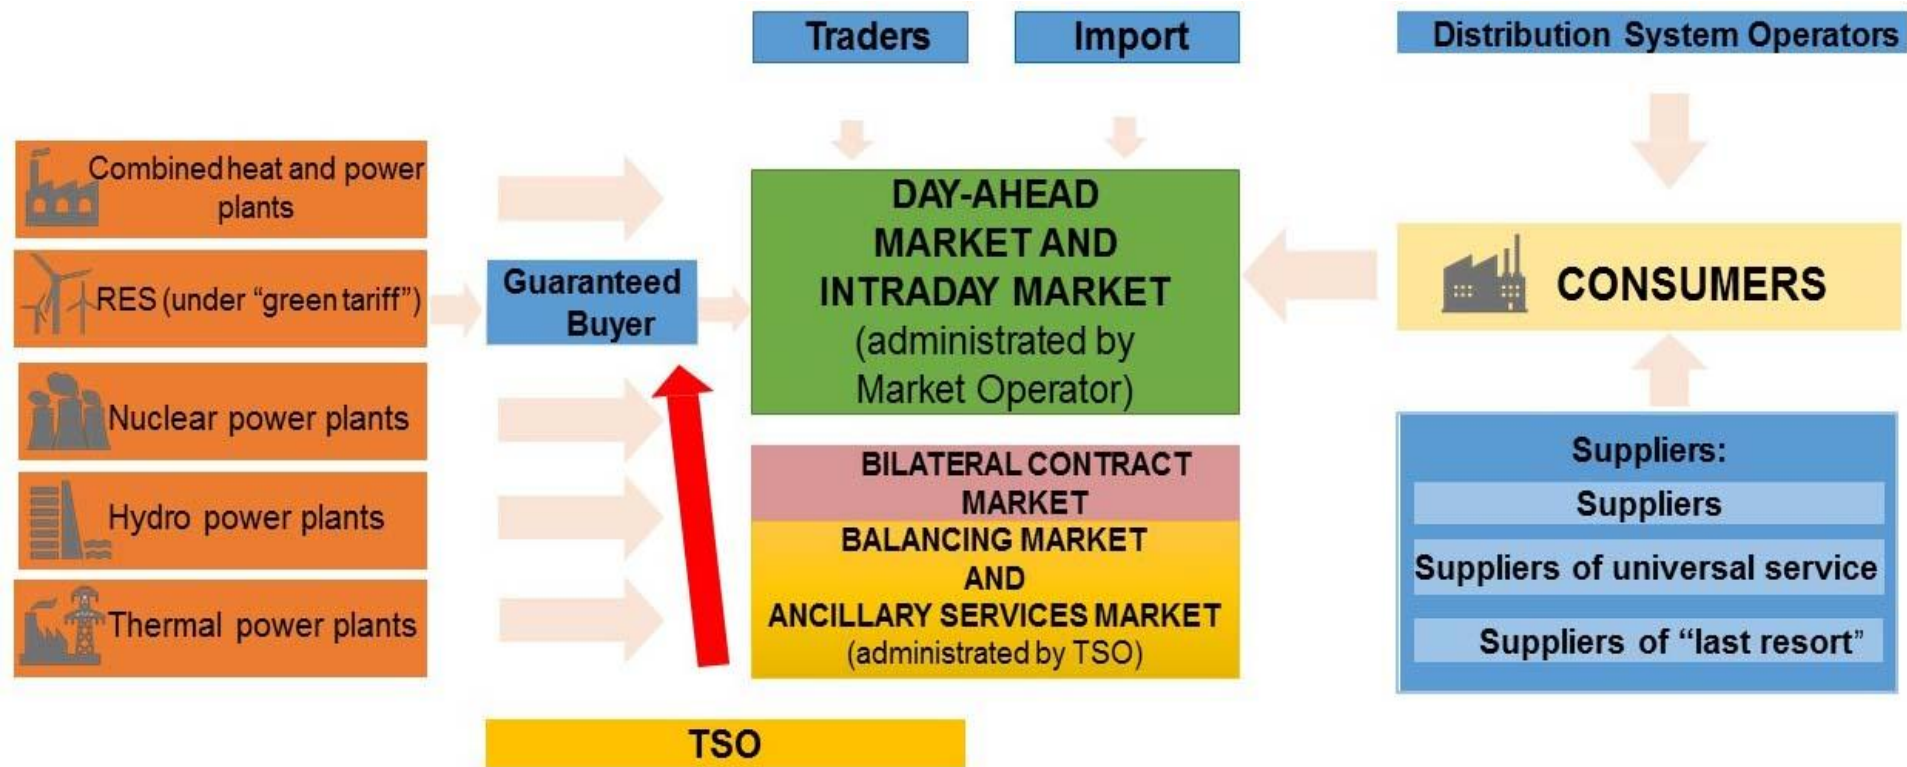 Traders
Import
Distribution System Operators
Combined heat and power
plants
RES (under “green tariff”)
Nuclear power plants
Hydro power plants
Thermal power plants
Guaranteed
Buyer
DAY-AHEAD
MARKET AND
INTRADAY MARKET
(administrated by
Market Operator)
BILATERAL CONTRACT
MARKET
BALANCING MARKET
AND
ANCILLARY SERVICES MARKET
(administrated by TSO)
TSO
CONSUMERS
Suppliers:
Suppliers
Suppliers of universal service
Suppliers of “last resort”